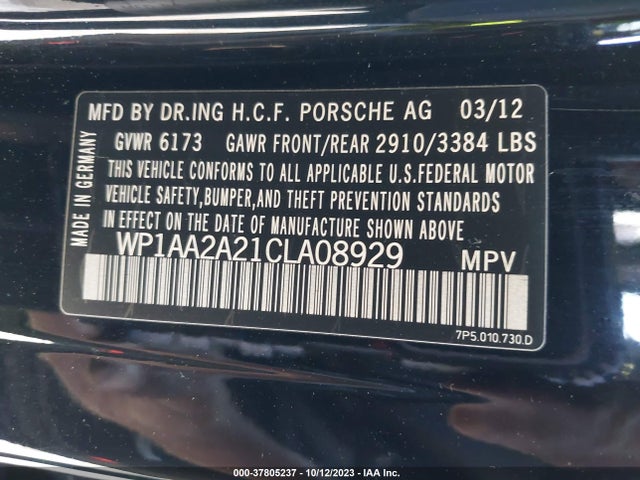 MFD BY DR.ING H.C.F. PORSCHE AG 03/12
GVWR 6173 GAWR FRONT/REAR 2910/3384 LBS
THIS VEHICLE CONFORMS TO ALL APPLICABLE U.S.FEDERAL MOTOR
VEHICLE SAFETY,BUMPER,AND THEFT PREVENTION STANDARDS
IN EFFECT ON THE DATE OF MANUFACTURE SHOWN ABOVE
WP1AA2A21CLA08929 MPV
7P5.010.730.D
MADE IN GERMANY
000-37805237 - 10/12/2023 - IAA Inc.